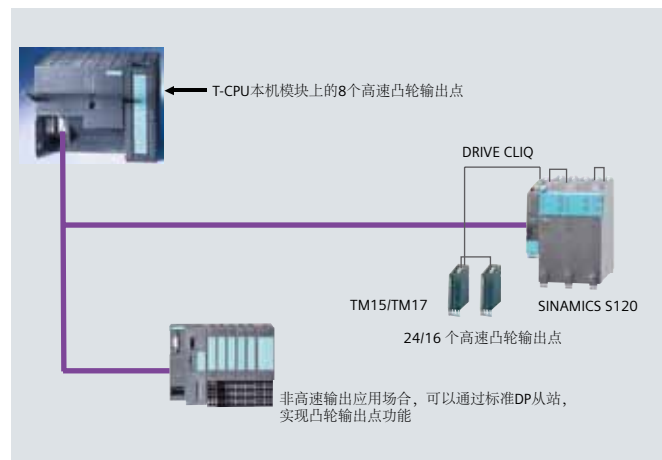 T-CPU本机模块上的8个高速凸轮输出点
DRIVE CLIQ
TM15/TM17
SINAMICS S120
24/16 个高速凸轮输出点
非高速输出应用场合，可以通过标准DP从站，
实现凸轮输出点功能